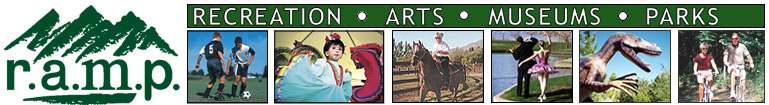 r.a.m.p.
RECREATION • ARTS • MUSEUMS • PARKS